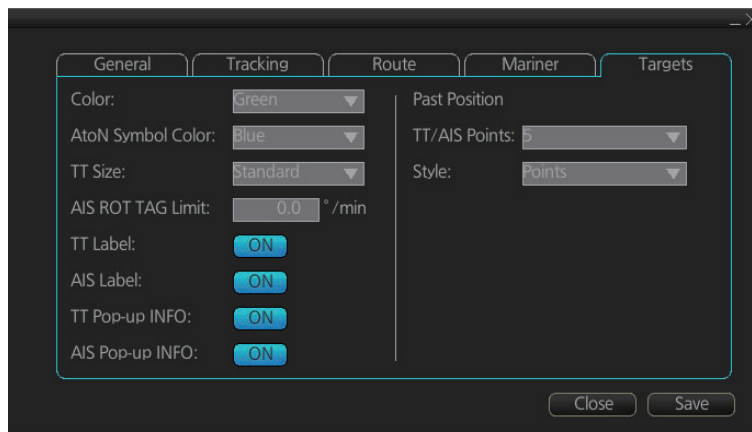 General Tracking Route Mariner Targets
Color: Green
AtoN Symbol Color: Blue
TT Size: Standard
AIS ROT TAG Limit: 0.0 °/min
TT Label: ON
AIS Label: ON
TT Pop-up INFO: ON
AIS Pop-up INFO: ON
Past Position
TT/AIS Points: 5
Style: Points
Close Save